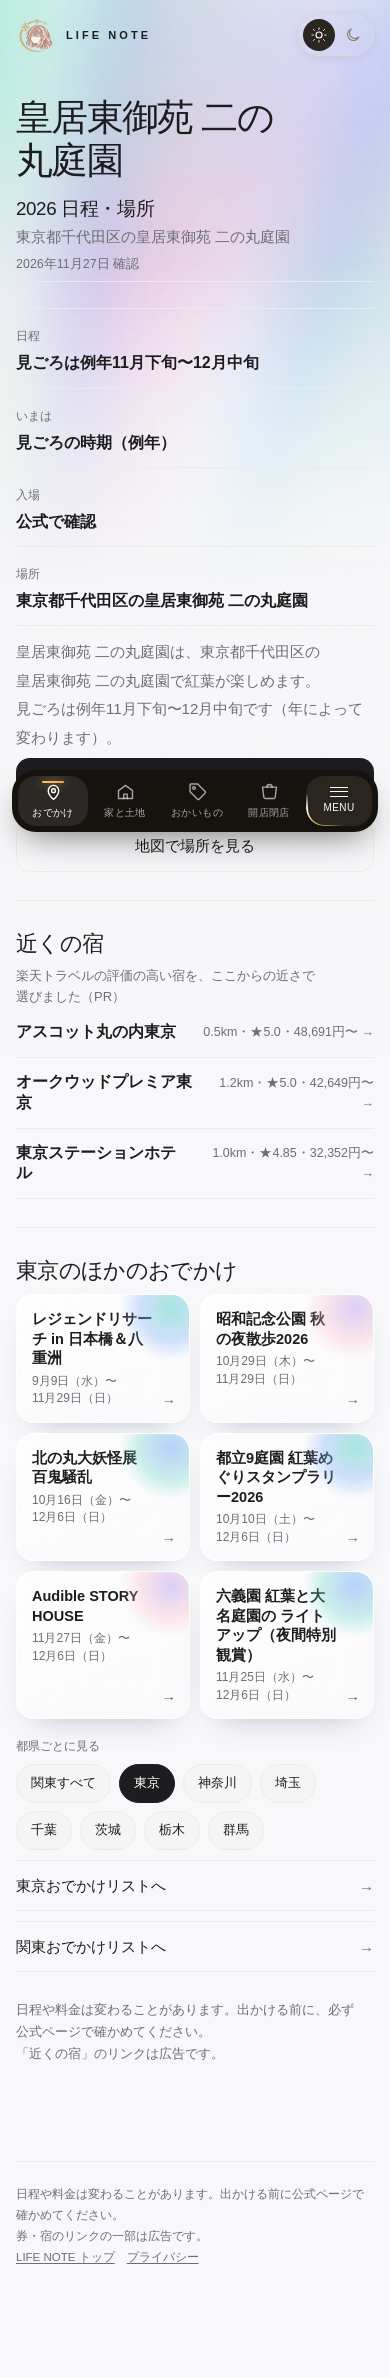 LIFE NOTE
皇居東御苑 二の
丸庭園
2026 日程・場所
東京都千代田区の皇居東御苑 二の丸庭園
2026年11月27日 確認
日程
見ごろは例年11月下旬〜12月中旬
いまは
見ごろの時期（例年）
入場
公式で確認
場所
東京都千代田区の皇居東御苑 二の丸庭園
皇居東御苑 二の丸庭園は、東京都千代田区の
皇居東御苑 二の丸庭園で紅葉が楽しめます。
見ごろは例年11月下旬〜12月中旬です（年によって
変わります）。
おでかけ 家と土地 おかいもの 開店閉店 MENU
地図で場所を見る
近くの宿
楽天トラベルの評価の高い宿を、ここからの近さで
選びました（PR）
アスコット丸の内東京 0.5km・★5.0・48,691円〜 →
オークウッドプレミア東 1.2km・★5.0・42,649円〜
京 →
東京ステーションホテ 1.0km・★4.85・32,352円〜
ル →
東京のほかのおでかけ
レジェンドリサー
チ in 日本橋＆八
重洲
9月9日（水）〜
11月29日（日） →
昭和記念公園 秋
の夜散歩2026
10月29日（木）〜
11月29日（日）
→
北の丸大妖怪展
百鬼騒乱
10月16日（金）〜
12月6日（日）
→
都立9庭園 紅葉め
ぐりスタンプラリ
ー2026
10月10日（土）〜
12月6日（日） →
Audible STORY
HOUSE
11月27日（金）〜
12月6日（日）
→
六義園 紅葉と大
名庭園の ライト
アップ（夜間特別
観賞）
11月25日（水）〜
12月6日（日） →
都県ごとに見る
関東すべて 東京 神奈川 埼玉
千葉 茨城 栃木 群馬
東京おでかけリストへ →
関東おでかけリストへ →
日程や料金は変わることがあります。出かける前に、必ず
公式ページで確かめてください。
「近くの宿」のリンクは広告です。
日程や料金は変わることがあります。出かける前に公式ページで
確かめてください。
券・宿のリンクの一部は広告です。
LIFE NOTE トップ プライバシー